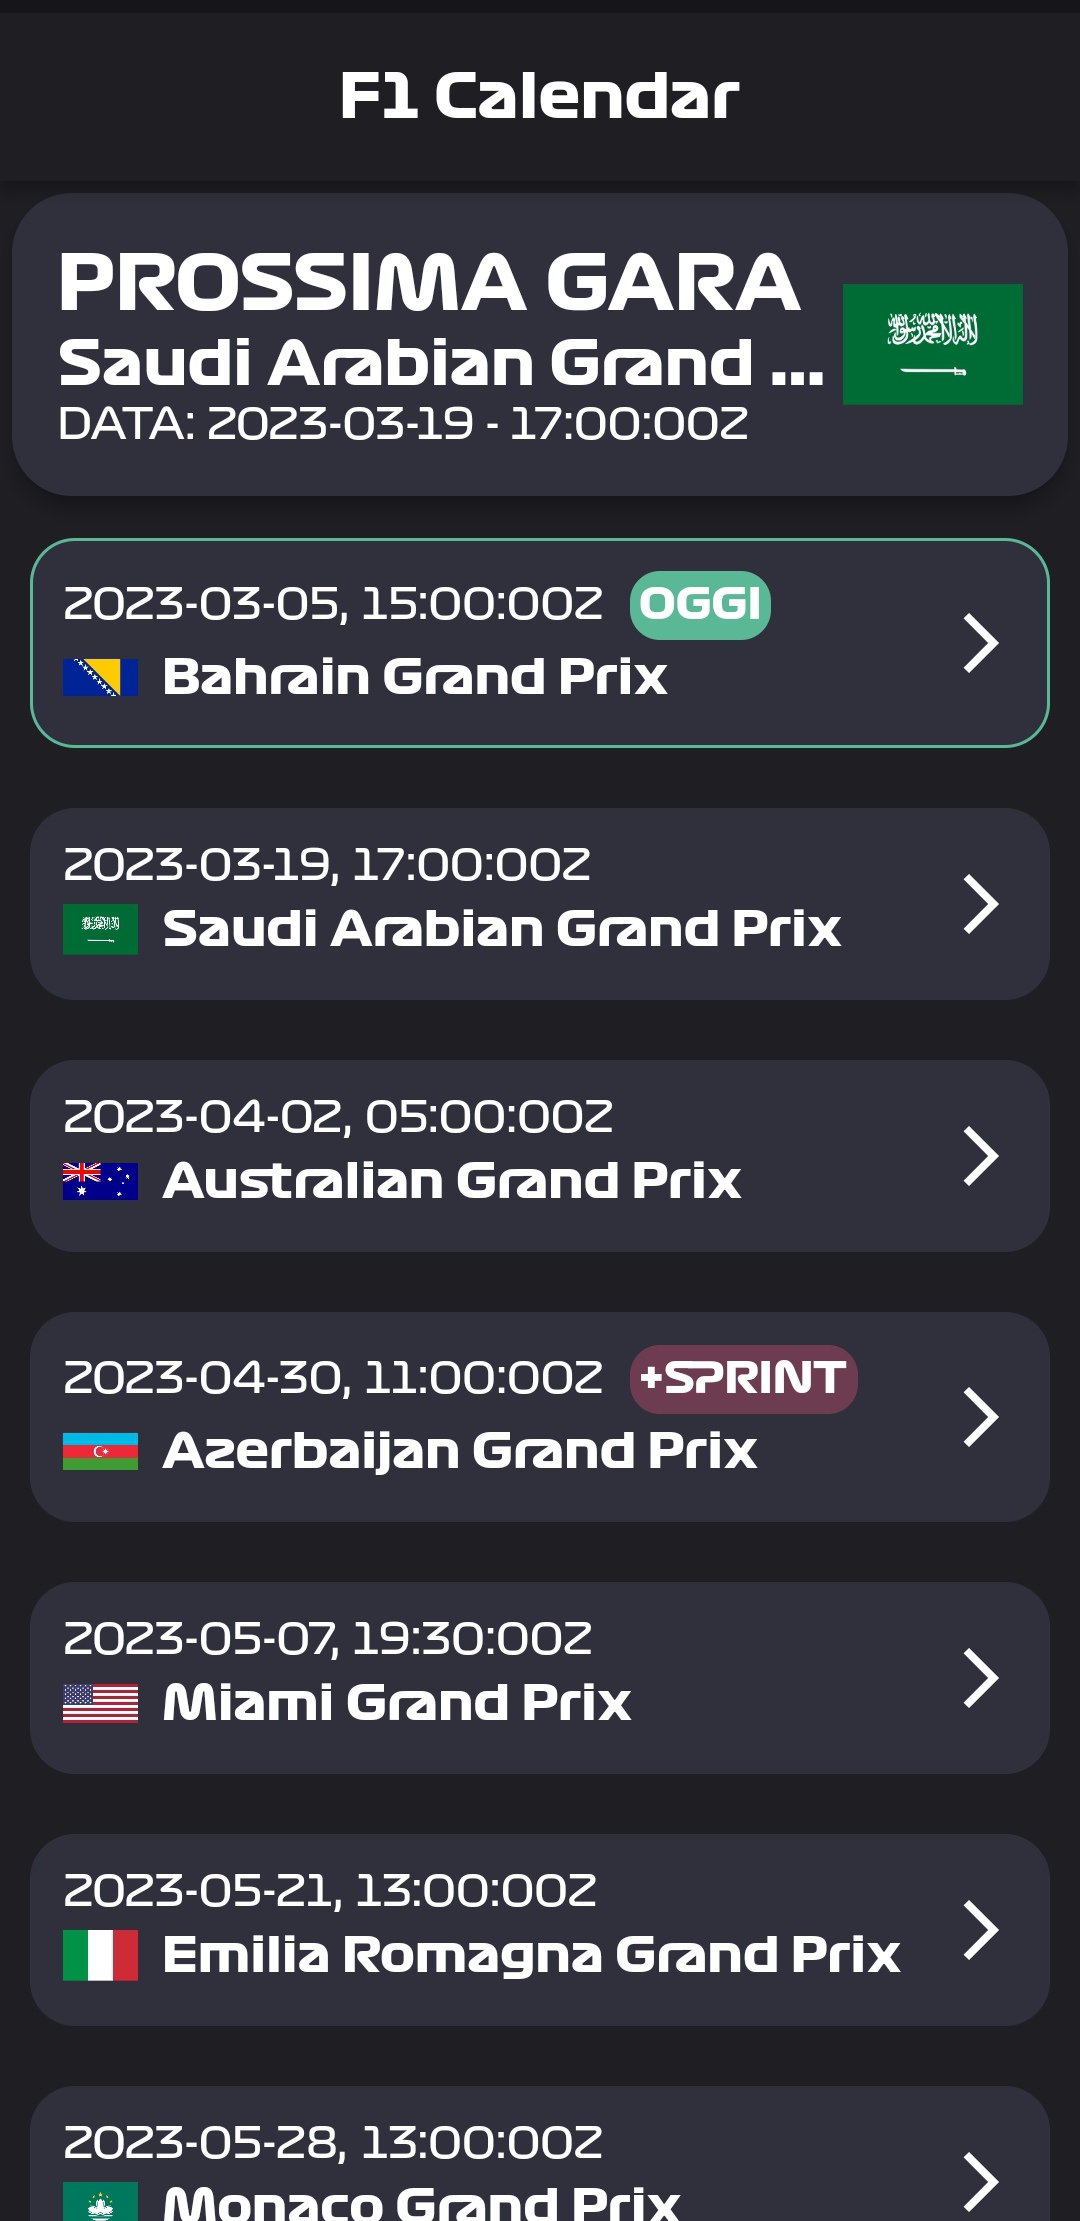 F1 Calendar
PROSSIMA GARA
Saudi Arabian Grand ...
DATA: 2023-03-19 - 17:00:00Z
2023-03-05, 15:00:00Z OGGI
Bahrain Grand Prix
2023-03-19, 17:00:00Z
Saudi Arabian Grand Prix
2023-04-02, 05:00:00Z
Australian Grand Prix
2023-04-30, 11:00:00Z +SPRINT
Azerbaijan Grand Prix
2023-05-07, 19:30:00Z
Miami Grand Prix
2023-05-21, 13:00:00Z
Emilia Romagna Grand Prix
2023-05-28, 13:00:00Z
Monaco Grand Prix